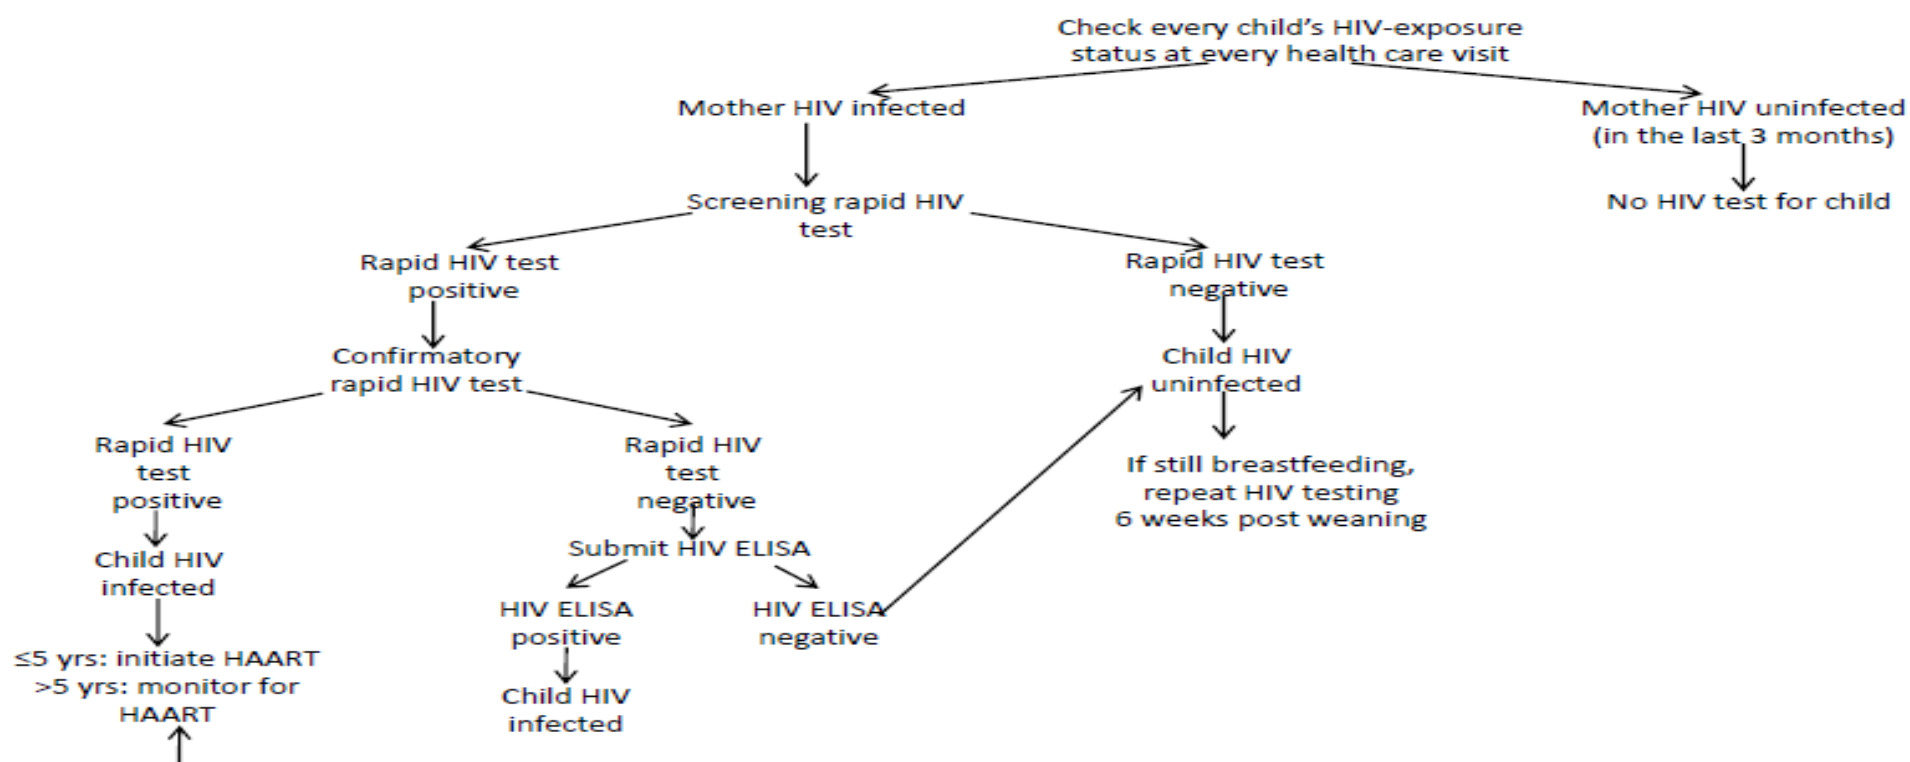 Check every child’s HIV-exposure
status at every health care visit
Mother HIV infected
Mother HIV uninfected
(in the last 3 months)
Screening rapid HIV
test
No HIV test for child
Rapid HIV test
positive
Rapid HIV test
negative
Confirmatory
rapid HIV test
Child HIV
uninfected
Rapid HIV
test
positive
Rapid HIV
test
negative
If still breastfeeding,
repeat HIV testing
6 weeks post weaning
Child HIV
infected
Submit HIV ELISA
HIV ELISA
positive
HIV ELISA
negative
≤5 yrs: initiate HAART
>5 yrs: monitor for
HAART
Child HIV
infected